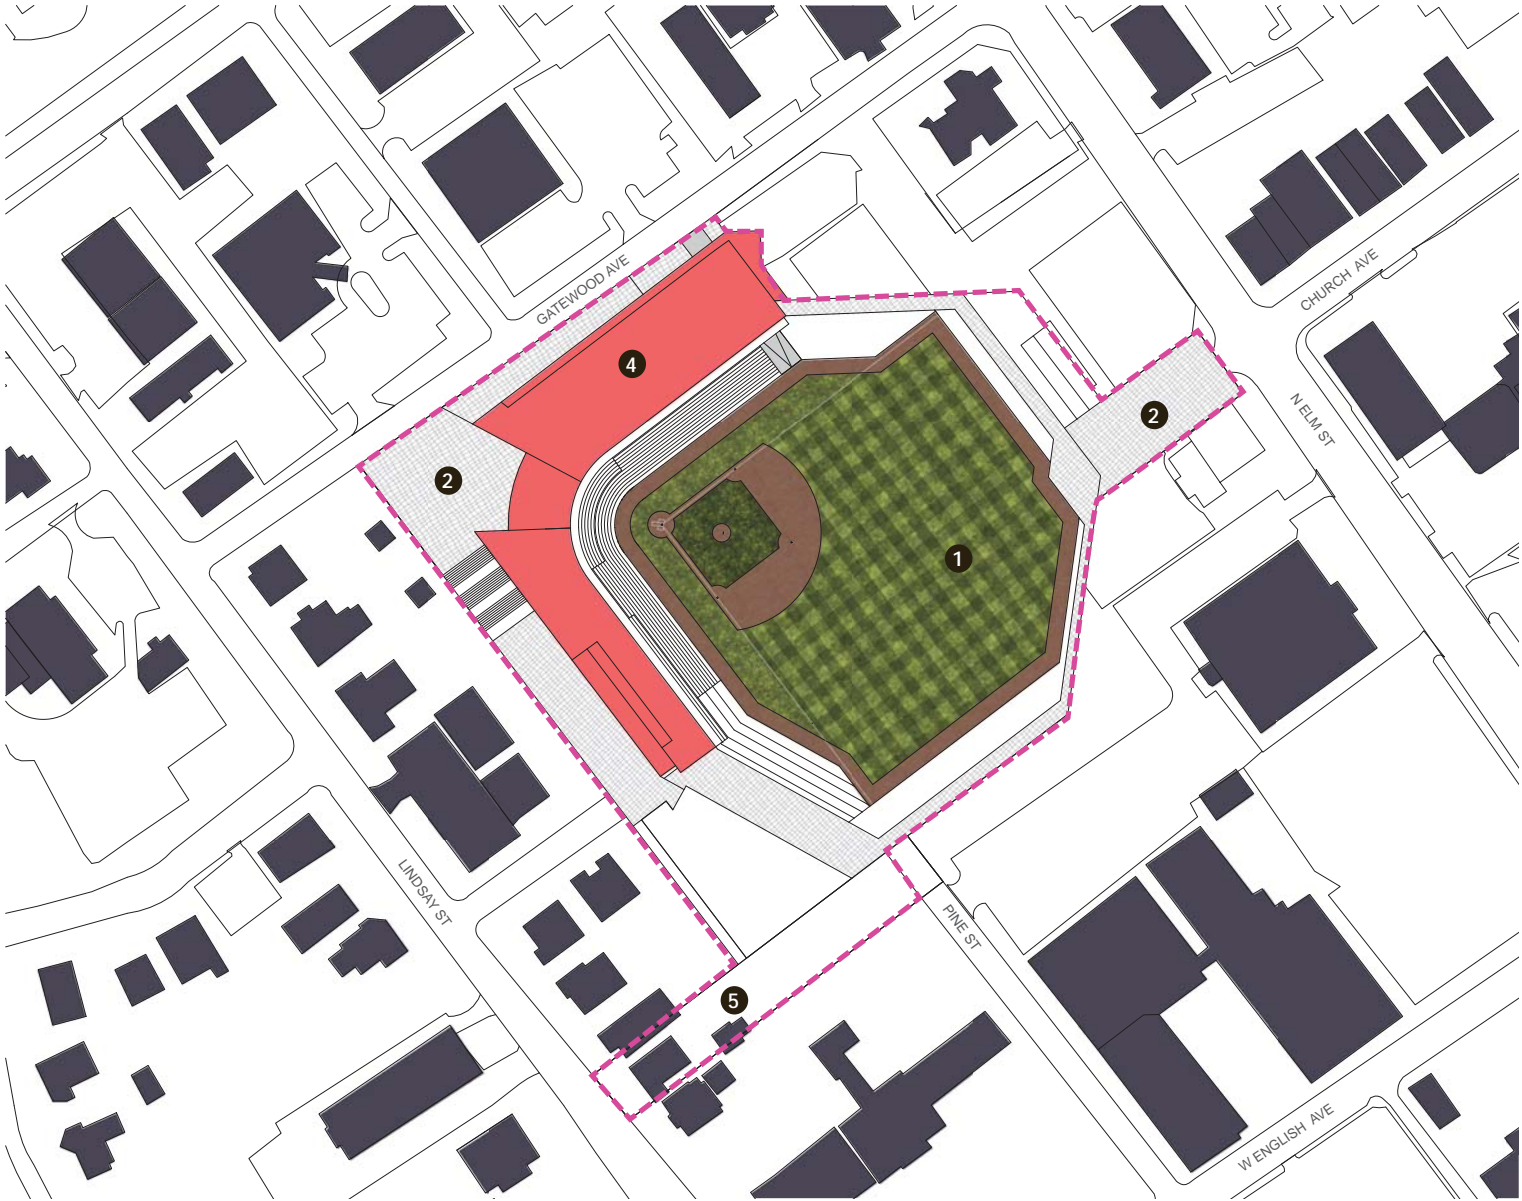 GATEWOOD AVE
CHURCH AVE
4
N ELM ST
2
2
1
LINDSAY ST
PINE ST
5
W ENGLISH AVE